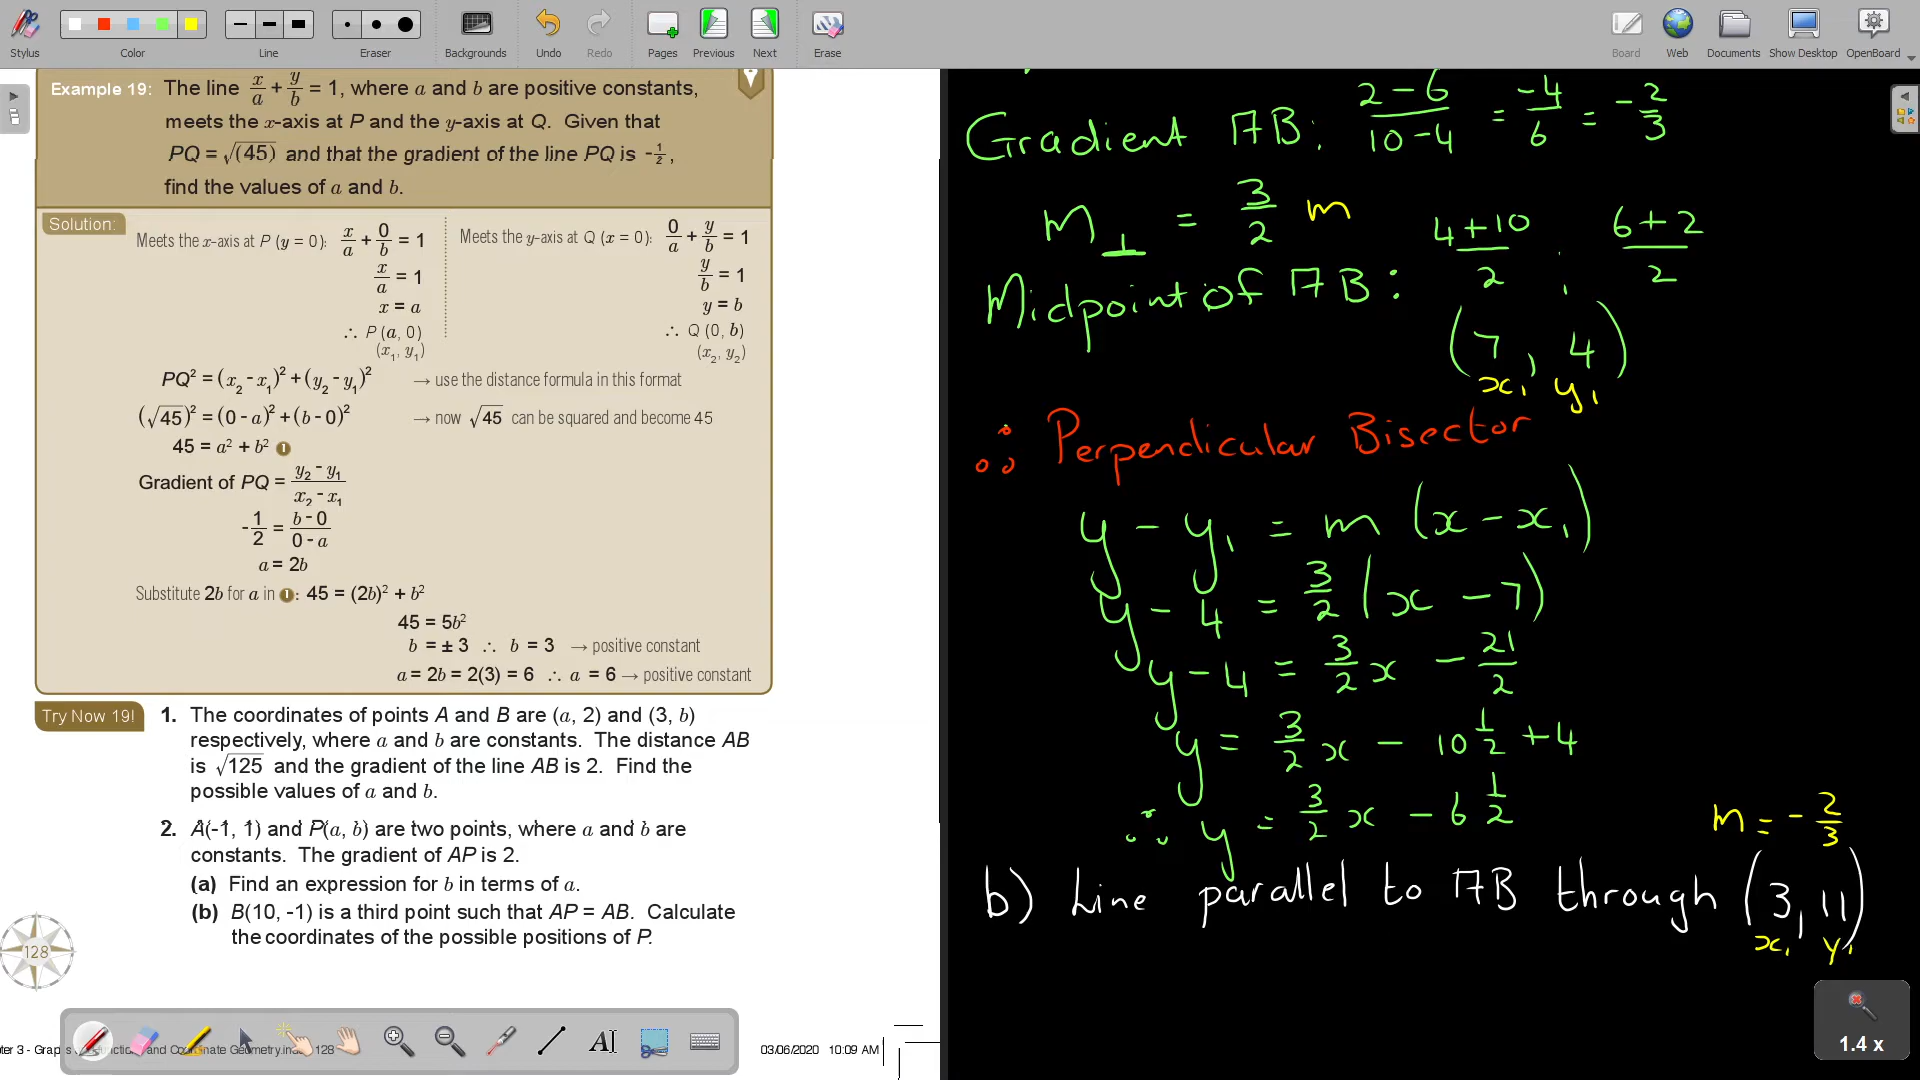 Stylus
Color
Line
Eraser
Backgrounds
Undo
Redo
Pages
Previous
Next
Erase
Board
Web
Documents
Show Desktop
OpenBoard
Example 19: The line x/a + y/b = 1, where a and b are positive constants,
meets the x-axis at P and the y-axis at Q. Given that
PQ = √(45) and that the gradient of the line PQ is -1/2,
find the values of a and b.
Solution:
Meets the x-axis at P (y = 0): x/a + 0/b = 1
x/a = 1
x = a
∴ P (a, 0)
(x₁, y₁)
Meets the y-axis at Q (x = 0): 0/a + y/b = 1
y/b = 1
y = b
∴ Q (0, b)
(x₂, y₂)
PQ² = (x₂ - x₁)² + (y₂ - y₁)² → use the distance formula in this format
(√45)² = (0 - a)² + (b - 0)² → now √45 can be squared and become 45
45 = a² + b² 1
Gradient of PQ = (y₂ - y₁)/(x₂ - x₁)
-1/2 = (b - 0)/(0 - a)
a = 2b
Substitute 2b for a in 1: 45 = (2b)² + b²
45 = 5b²
b = ± 3 ∴ b = 3 → positive constant
a = 2b = 2(3) = 6 ∴ a = 6 → positive constant
Try Now 19!
1. The coordinates of points A and B are (a, 2) and (3, b)
respectively, where a and b are constants. The distance AB
is √125 and the gradient of the line AB is 2. Find the
possible values of a and b.
2. A(-1, 1) and P(a, b) are two points, where a and b are
constants. The gradient of AP is 2.
(a) Find an expression for b in terms of a.
(b) B(10, -1) is a third point such that AP = AB. Calculate
the coordinates of the possible positions of P.
128
03/06/2020 10:09 AM
Gradient AB: (2-6)/(10-4) = -4/6 = -2/3
m⊥ = 3/2 m
Midpoint of AB: (4+10)/2 ; (6+2)/2
(7, 4)
x₁ y₁
∴ Perpendicular Bisector
y - y₁ = m (x - x₁)
y - 4 = 3/2 (x - 7)
y - 4 = 3/2 x - 21/2
y = 3/2 x - 10 1/2 + 4
∴ y = 3/2 x - 6 1/2
m = -2/3
b) Line parallel to AB through (3, 11)
x₁ y₁
1.4 x